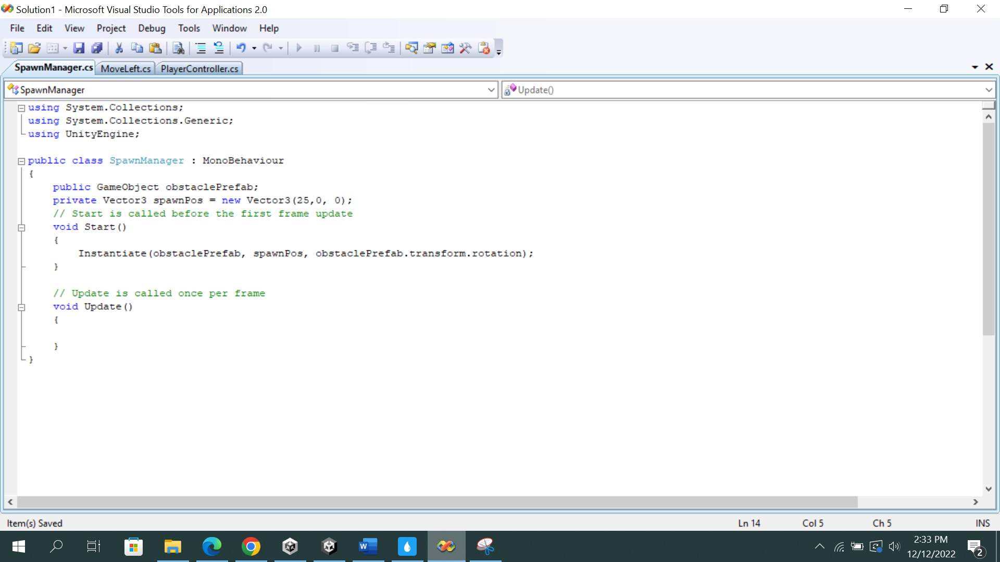 Solution1 - Microsoft Visual Studio Tools for Applications 2.0
File Edit View Project Debug Tools Window Help
SpawnManager.cs MoveLeft.cs PlayerController.cs
SpawnManager Update()
using System.Collections;
using System.Collections.Generic;
using UnityEngine;
public class SpawnManager : MonoBehaviour
{
public GameObject obstaclePrefab;
private Vector3 spawnPos = new Vector3(25,0, 0);
// Start is called before the first frame update
void Start()
{
Instantiate(obstaclePrefab, spawnPos, obstaclePrefab.transform.rotation);
}
// Update is called once per frame
void Update()
{
}
}
Item(s) Saved Ln 14 Col 5 Ch 5 INS
W 2:33 PM
12/12/2022 2